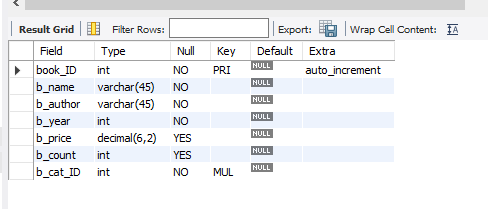 Result Grid Filter Rows: Export: Wrap Cell Content: IA
Field Type Null Key Default Extra
book_ID int NO PRI NULL auto_increment
b_name varchar(45) NO NULL
b_author varchar(45) NO NULL
b_year int NO NULL
b_price decimal(6,2) YES NULL
b_count int YES NULL
b_cat_ID int NO MUL NULL